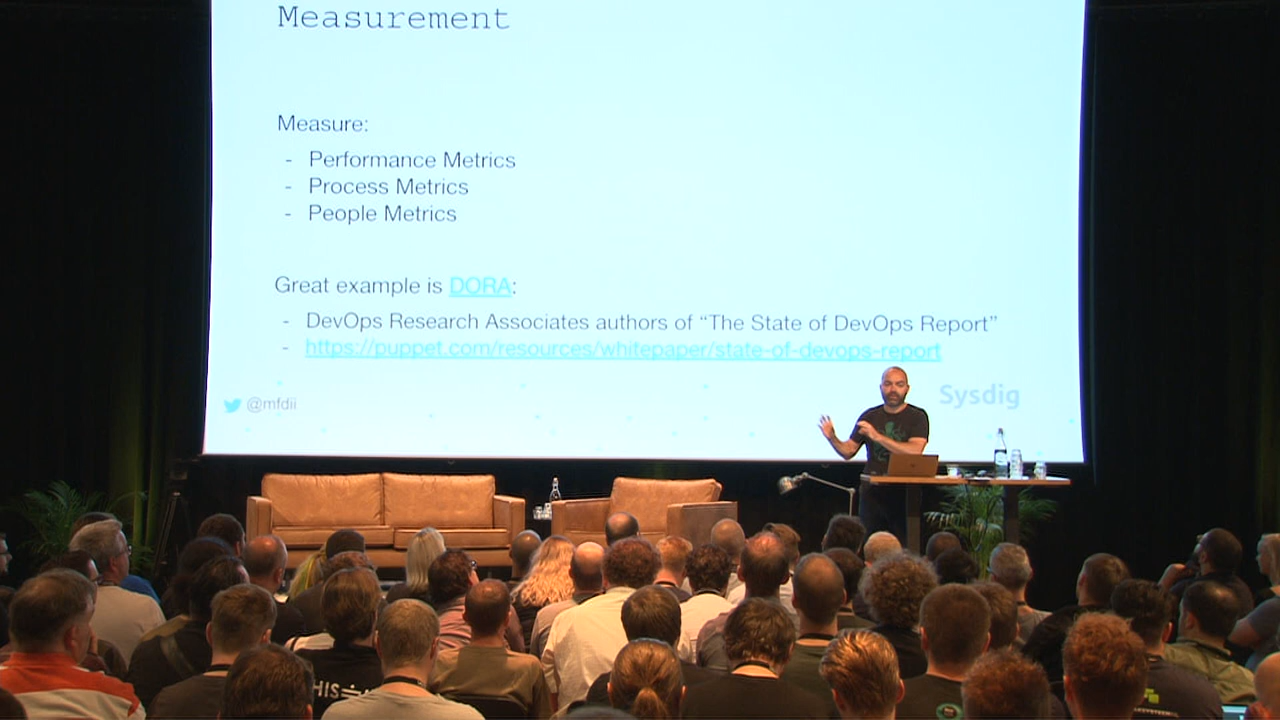 Measurement
Measure:
- Performance Metrics
- Process Metrics
- People Metrics
Great example is DORA:
- DevOps Research Associates authors of “The State of DevOps Report”
- https://puppet.com/resources/whitepaper/state-of-devops-report
@mfdii
Sysdig
HIS